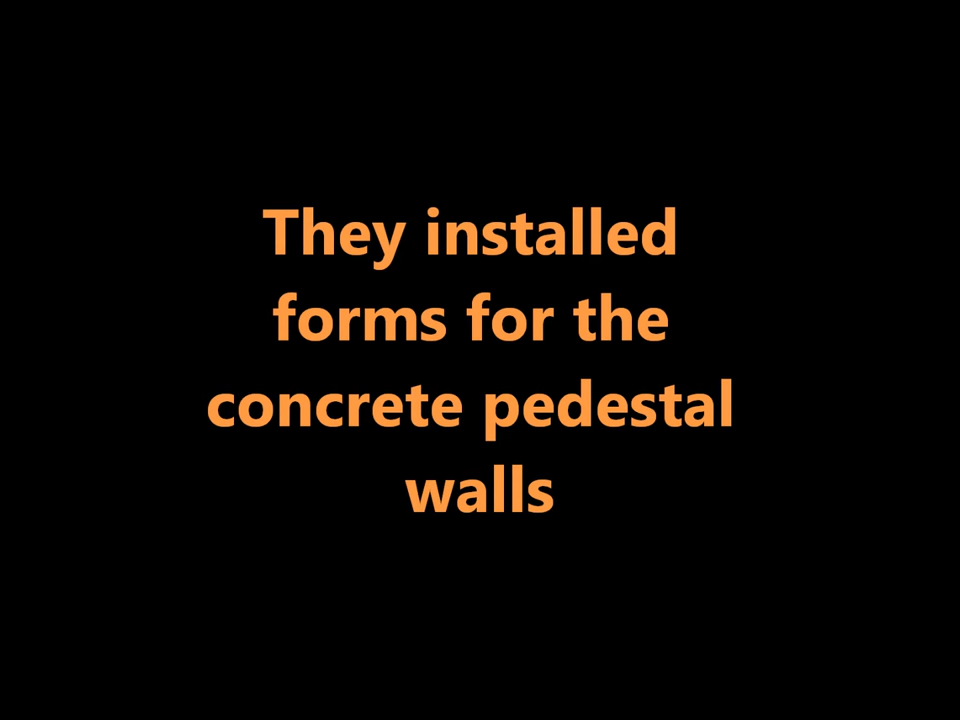 They installed
forms for the
concrete pedestal
walls